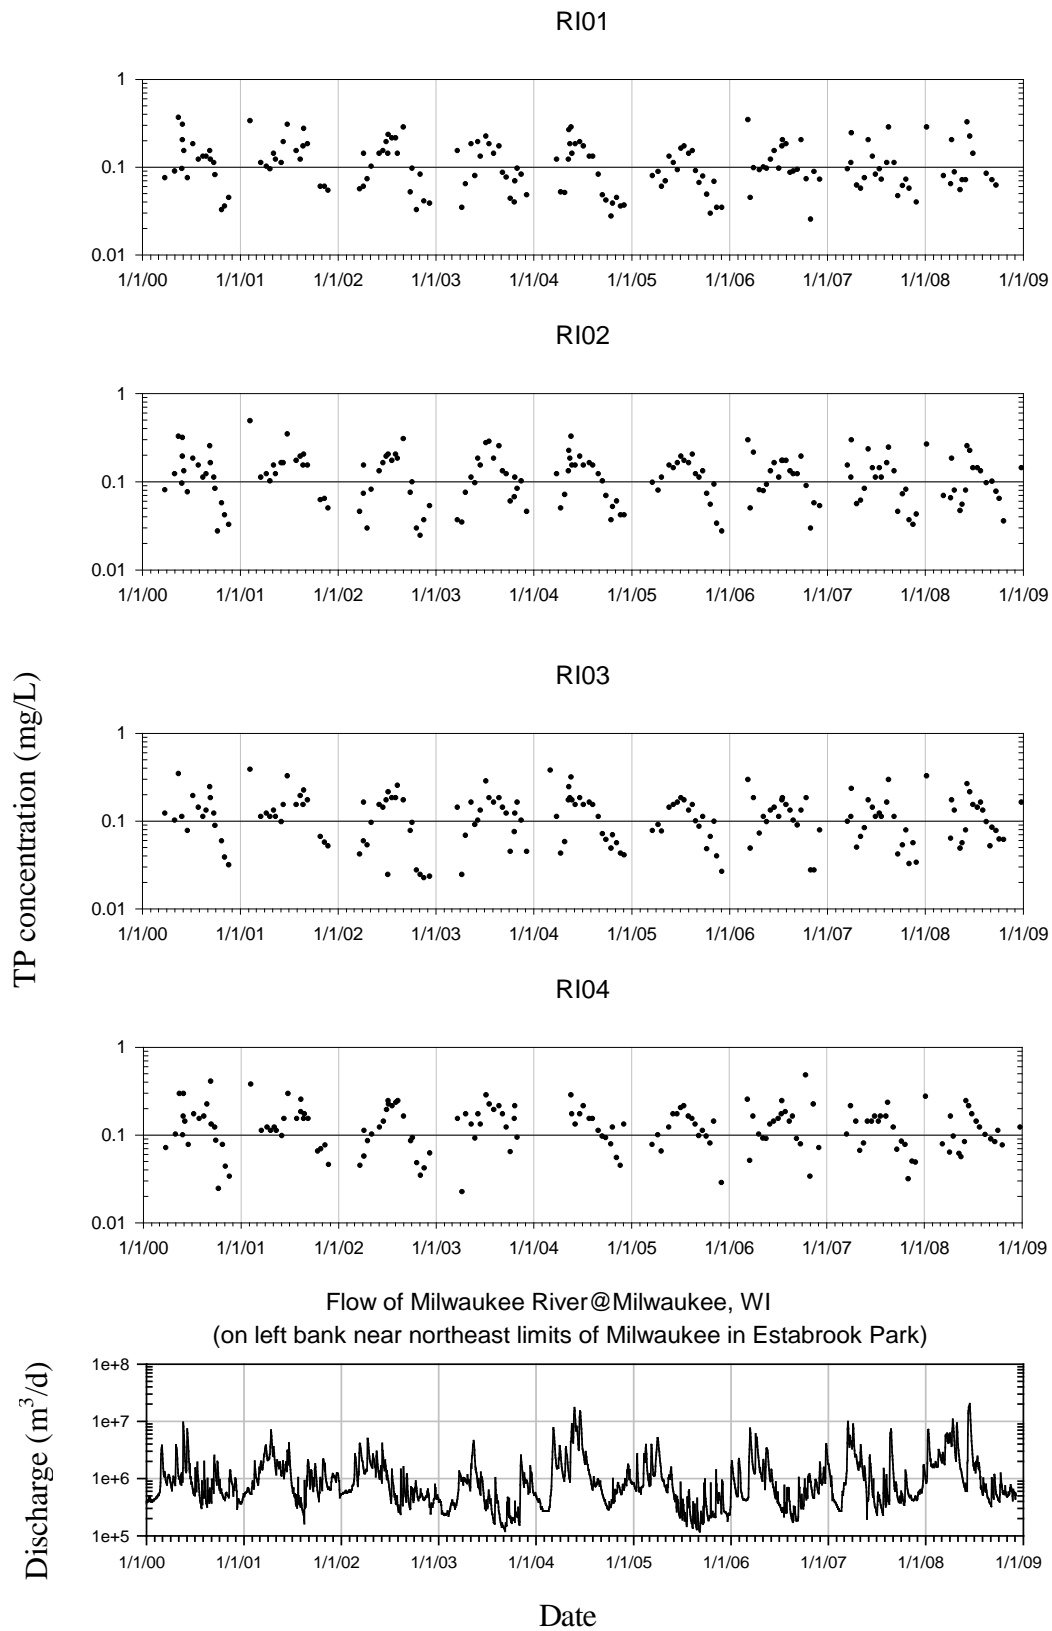 RI01
1
0.1
0.01
1/1/00 1/1/01 1/1/02 1/1/03 1/1/04 1/1/05 1/1/06 1/1/07 1/1/08 1/1/09
RI02
1
0.1
0.01
1/1/00 1/1/01 1/1/02 1/1/03 1/1/04 1/1/05 1/1/06 1/1/07 1/1/08 1/1/09
TP concentration (mg/L)
RI03
1
0.1
0.01
1/1/00 1/1/01 1/1/02 1/1/03 1/1/04 1/1/05 1/1/06 1/1/07 1/1/08 1/1/09
RI04
1
0.1
0.01
1/1/00 1/1/01 1/1/02 1/1/03 1/1/04 1/1/05 1/1/06 1/1/07 1/1/08 1/1/09
Flow of Milwaukee River@Milwaukee, WI
(on left bank near northeast limits of Milwaukee in Estabrook Park)
Discharge (m³/d)
1e+8
1e+7
1e+6
1e+5
1/1/00 1/1/01 1/1/02 1/1/03 1/1/04 1/1/05 1/1/06 1/1/07 1/1/08 1/1/09
Date